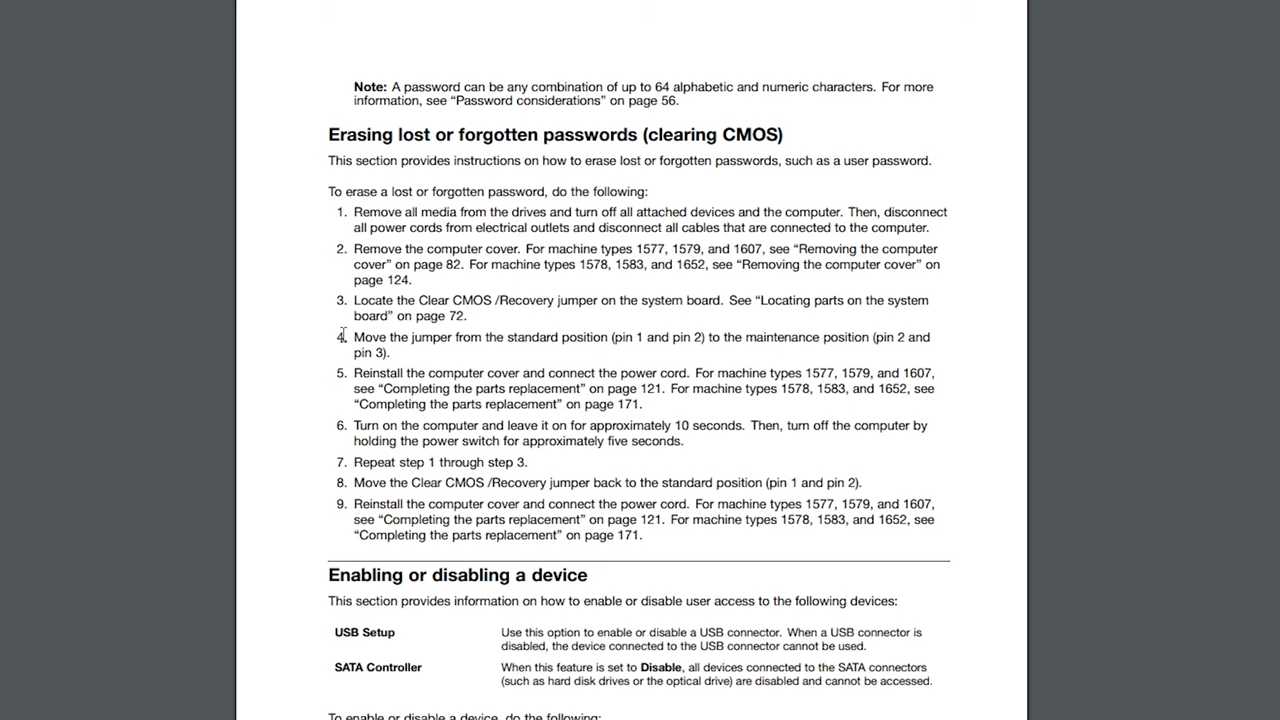 Note: A password can be any combination of up to 64 alphabetic and numeric characters. For more
information, see “Password considerations” on page 56.
Erasing lost or forgotten passwords (clearing CMOS)
This section provides instructions on how to erase lost or forgotten passwords, such as a user password.
To erase a lost or forgotten password, do the following:
1. Remove all media from the drives and turn off all attached devices and the computer. Then, disconnect
all power cords from electrical outlets and disconnect all cables that are connected to the computer.
2. Remove the computer cover. For machine types 1577, 1579, and 1607, see “Removing the computer
cover” on page 82. For machine types 1578, 1583, and 1652, see “Removing the computer cover” on
page 124.
3. Locate the Clear CMOS /Recovery jumper on the system board. See “Locating parts on the system
board” on page 72.
4. Move the jumper from the standard position (pin 1 and pin 2) to the maintenance position (pin 2 and
pin 3).
5. Reinstall the computer cover and connect the power cord. For machine types 1577, 1579, and 1607,
see “Completing the parts replacement” on page 121. For machine types 1578, 1583, and 1652, see
“Completing the parts replacement” on page 171.
6. Turn on the computer and leave it on for approximately 10 seconds. Then, turn off the computer by
holding the power switch for approximately five seconds.
7. Repeat step 1 through step 3.
8. Move the Clear CMOS /Recovery jumper back to the standard position (pin 1 and pin 2).
9. Reinstall the computer cover and connect the power cord. For machine types 1577, 1579, and 1607,
see “Completing the parts replacement” on page 121. For machine types 1578, 1583, and 1652, see
“Completing the parts replacement” on page 171.
Enabling or disabling a device
This section provides information on how to enable or disable user access to the following devices:
USB Setup Use this option to enable or disable a USB connector. When a USB connector is
disabled, the device connected to the USB connector cannot be used.
SATA Controller When this feature is set to Disable, all devices connected to the SATA connectors
(such as hard disk drives or the optical drive) are disabled and cannot be accessed.
To enable or disable a device, do the following: